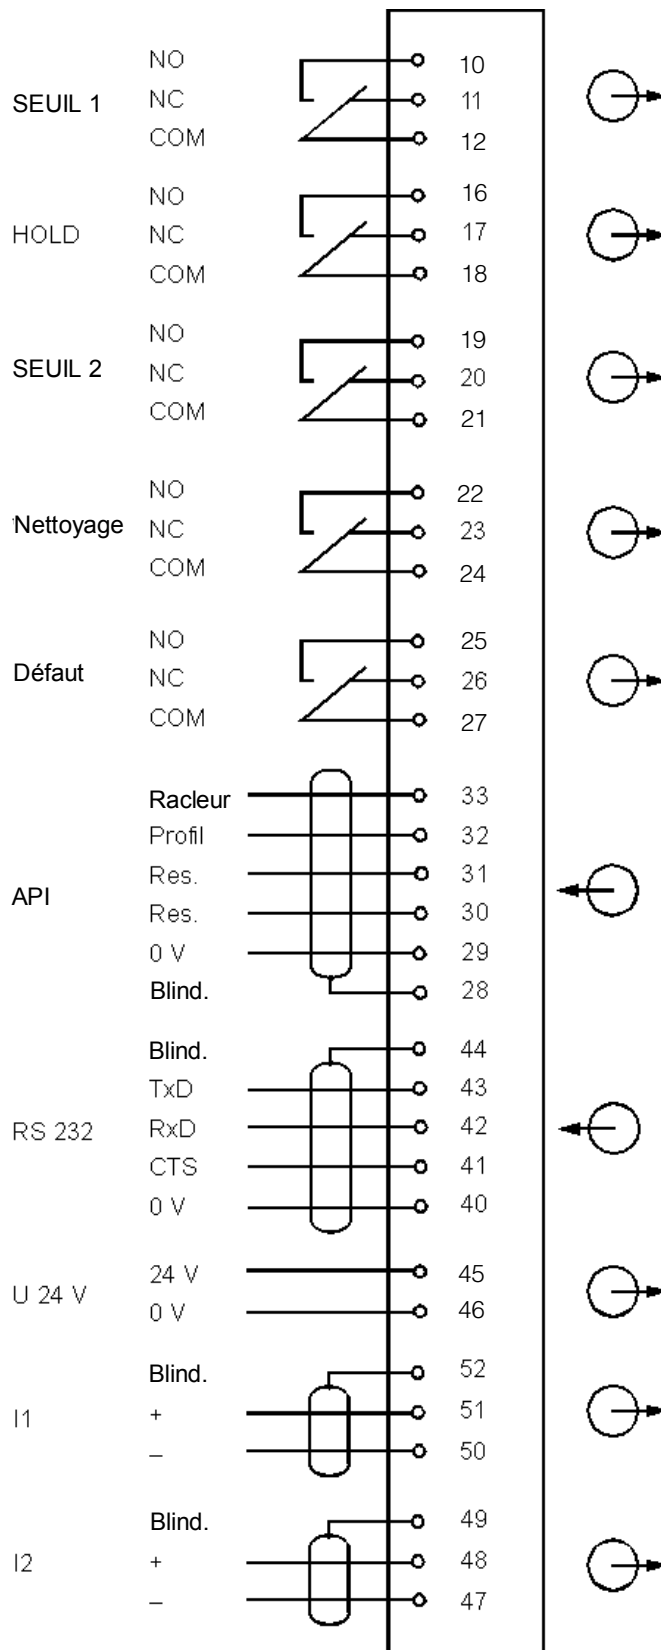 NO 10
SEUIL 1 NC 11
COM 12
NO 16
HOLD NC 17
COM 18
NO 19
SEUIL 2 NC 20
COM 21
NO 22
Nettoyage NC 23
COM 24
NO 25
Défaut NC 26
COM 27
Racleur 33
Profil 32
Res. 31
API Res. 30
0 V 29
Blind. 28
Blind. 44
TxD 43
RS 232 RxD 42
CTS 41
0 V 40
24 V 45
U 24 V
0 V 46
Blind. 52
I1 + 51
– 50
Blind. 49
I2 + 48
– 47